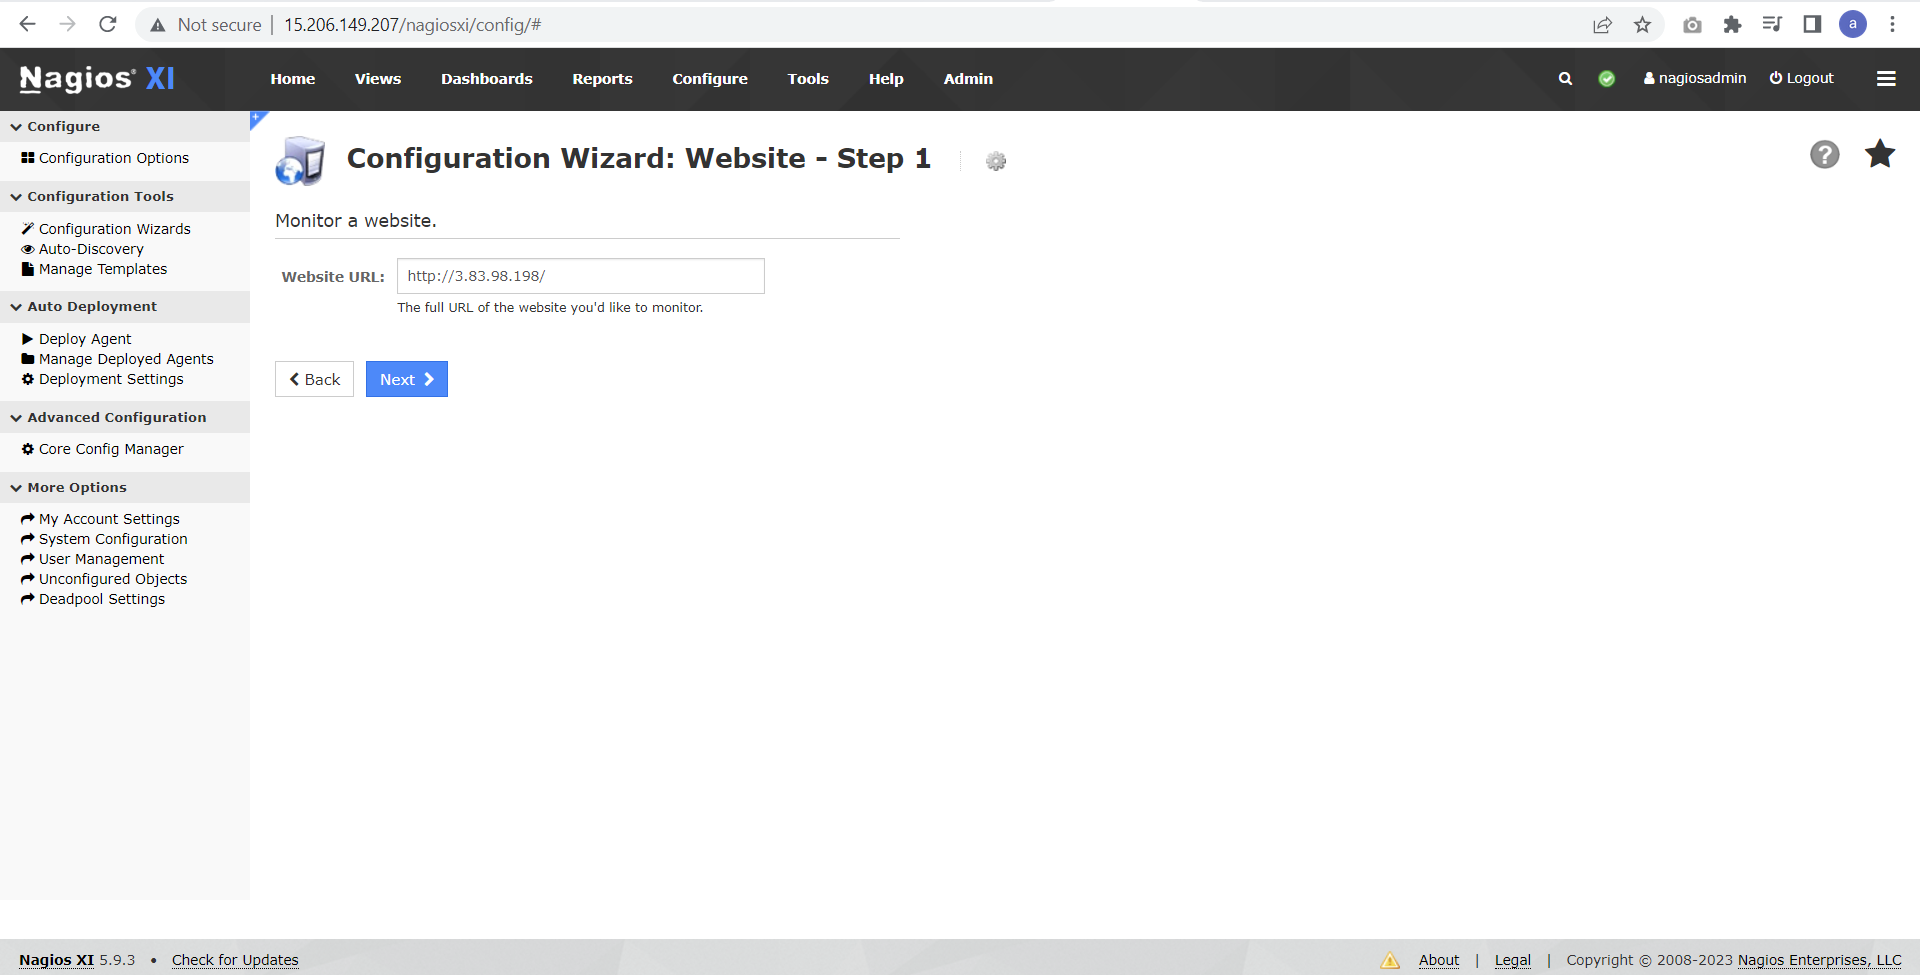 Not secure | 15.206.149.207/nagiosxi/config/#
a
Nagios® XI
Home Views Dashboards Reports Configure Tools Help Admin
nagiosadmin Logout
Configure
Configuration Options
Configuration Tools
Configuration Wizards
Auto-Discovery
Manage Templates
Auto Deployment
Deploy Agent
Manage Deployed Agents
Deployment Settings
Advanced Configuration
Core Config Manager
More Options
My Account Settings
System Configuration
User Management
Unconfigured Objects
Deadpool Settings
Configuration Wizard: Website - Step 1
Monitor a website.
Website URL: http://3.83.98.198/
The full URL of the website you'd like to monitor.
Back Next
Nagios XI 5.9.3 • Check for Updates
About | Legal | Copyright © 2008-2023 Nagios Enterprises, LLC